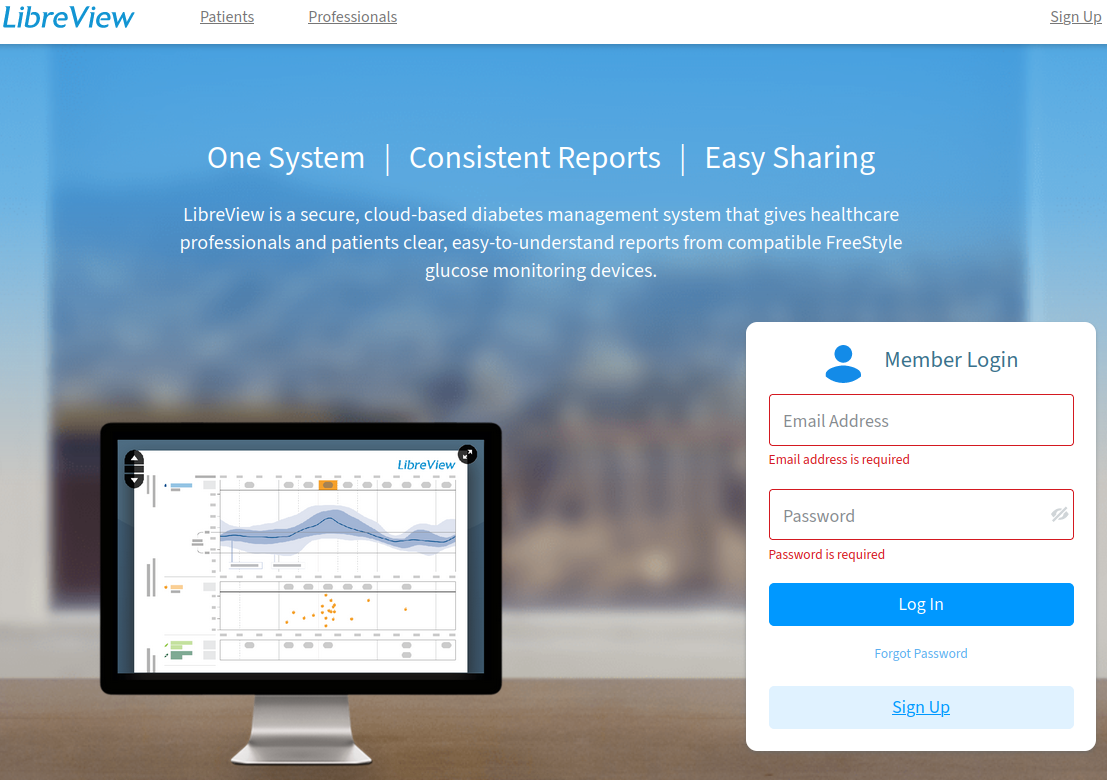 LibreView
Patients
Professionals
Sign Up
One System | Consistent Reports | Easy Sharing
LibreView is a secure, cloud-based diabetes management system that gives healthcare
professionals and patients clear, easy-to-understand reports from compatible FreeStyle
glucose monitoring devices.
Member Login
Email Address
Email address is required
Password
Password is required
Log In
Forgot Password
Sign Up
LibreView